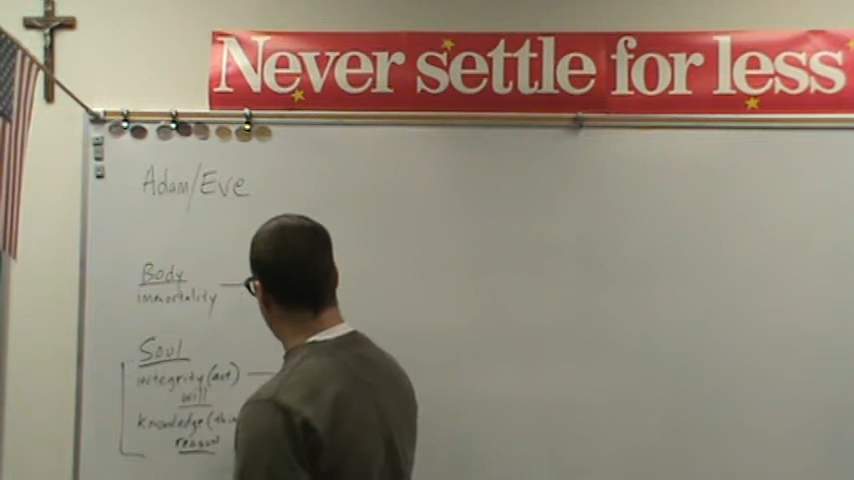 Never settle for less
Adam/Eve
Body
immortality
Soul
integrity (act)
will
knowledge (thin
reason